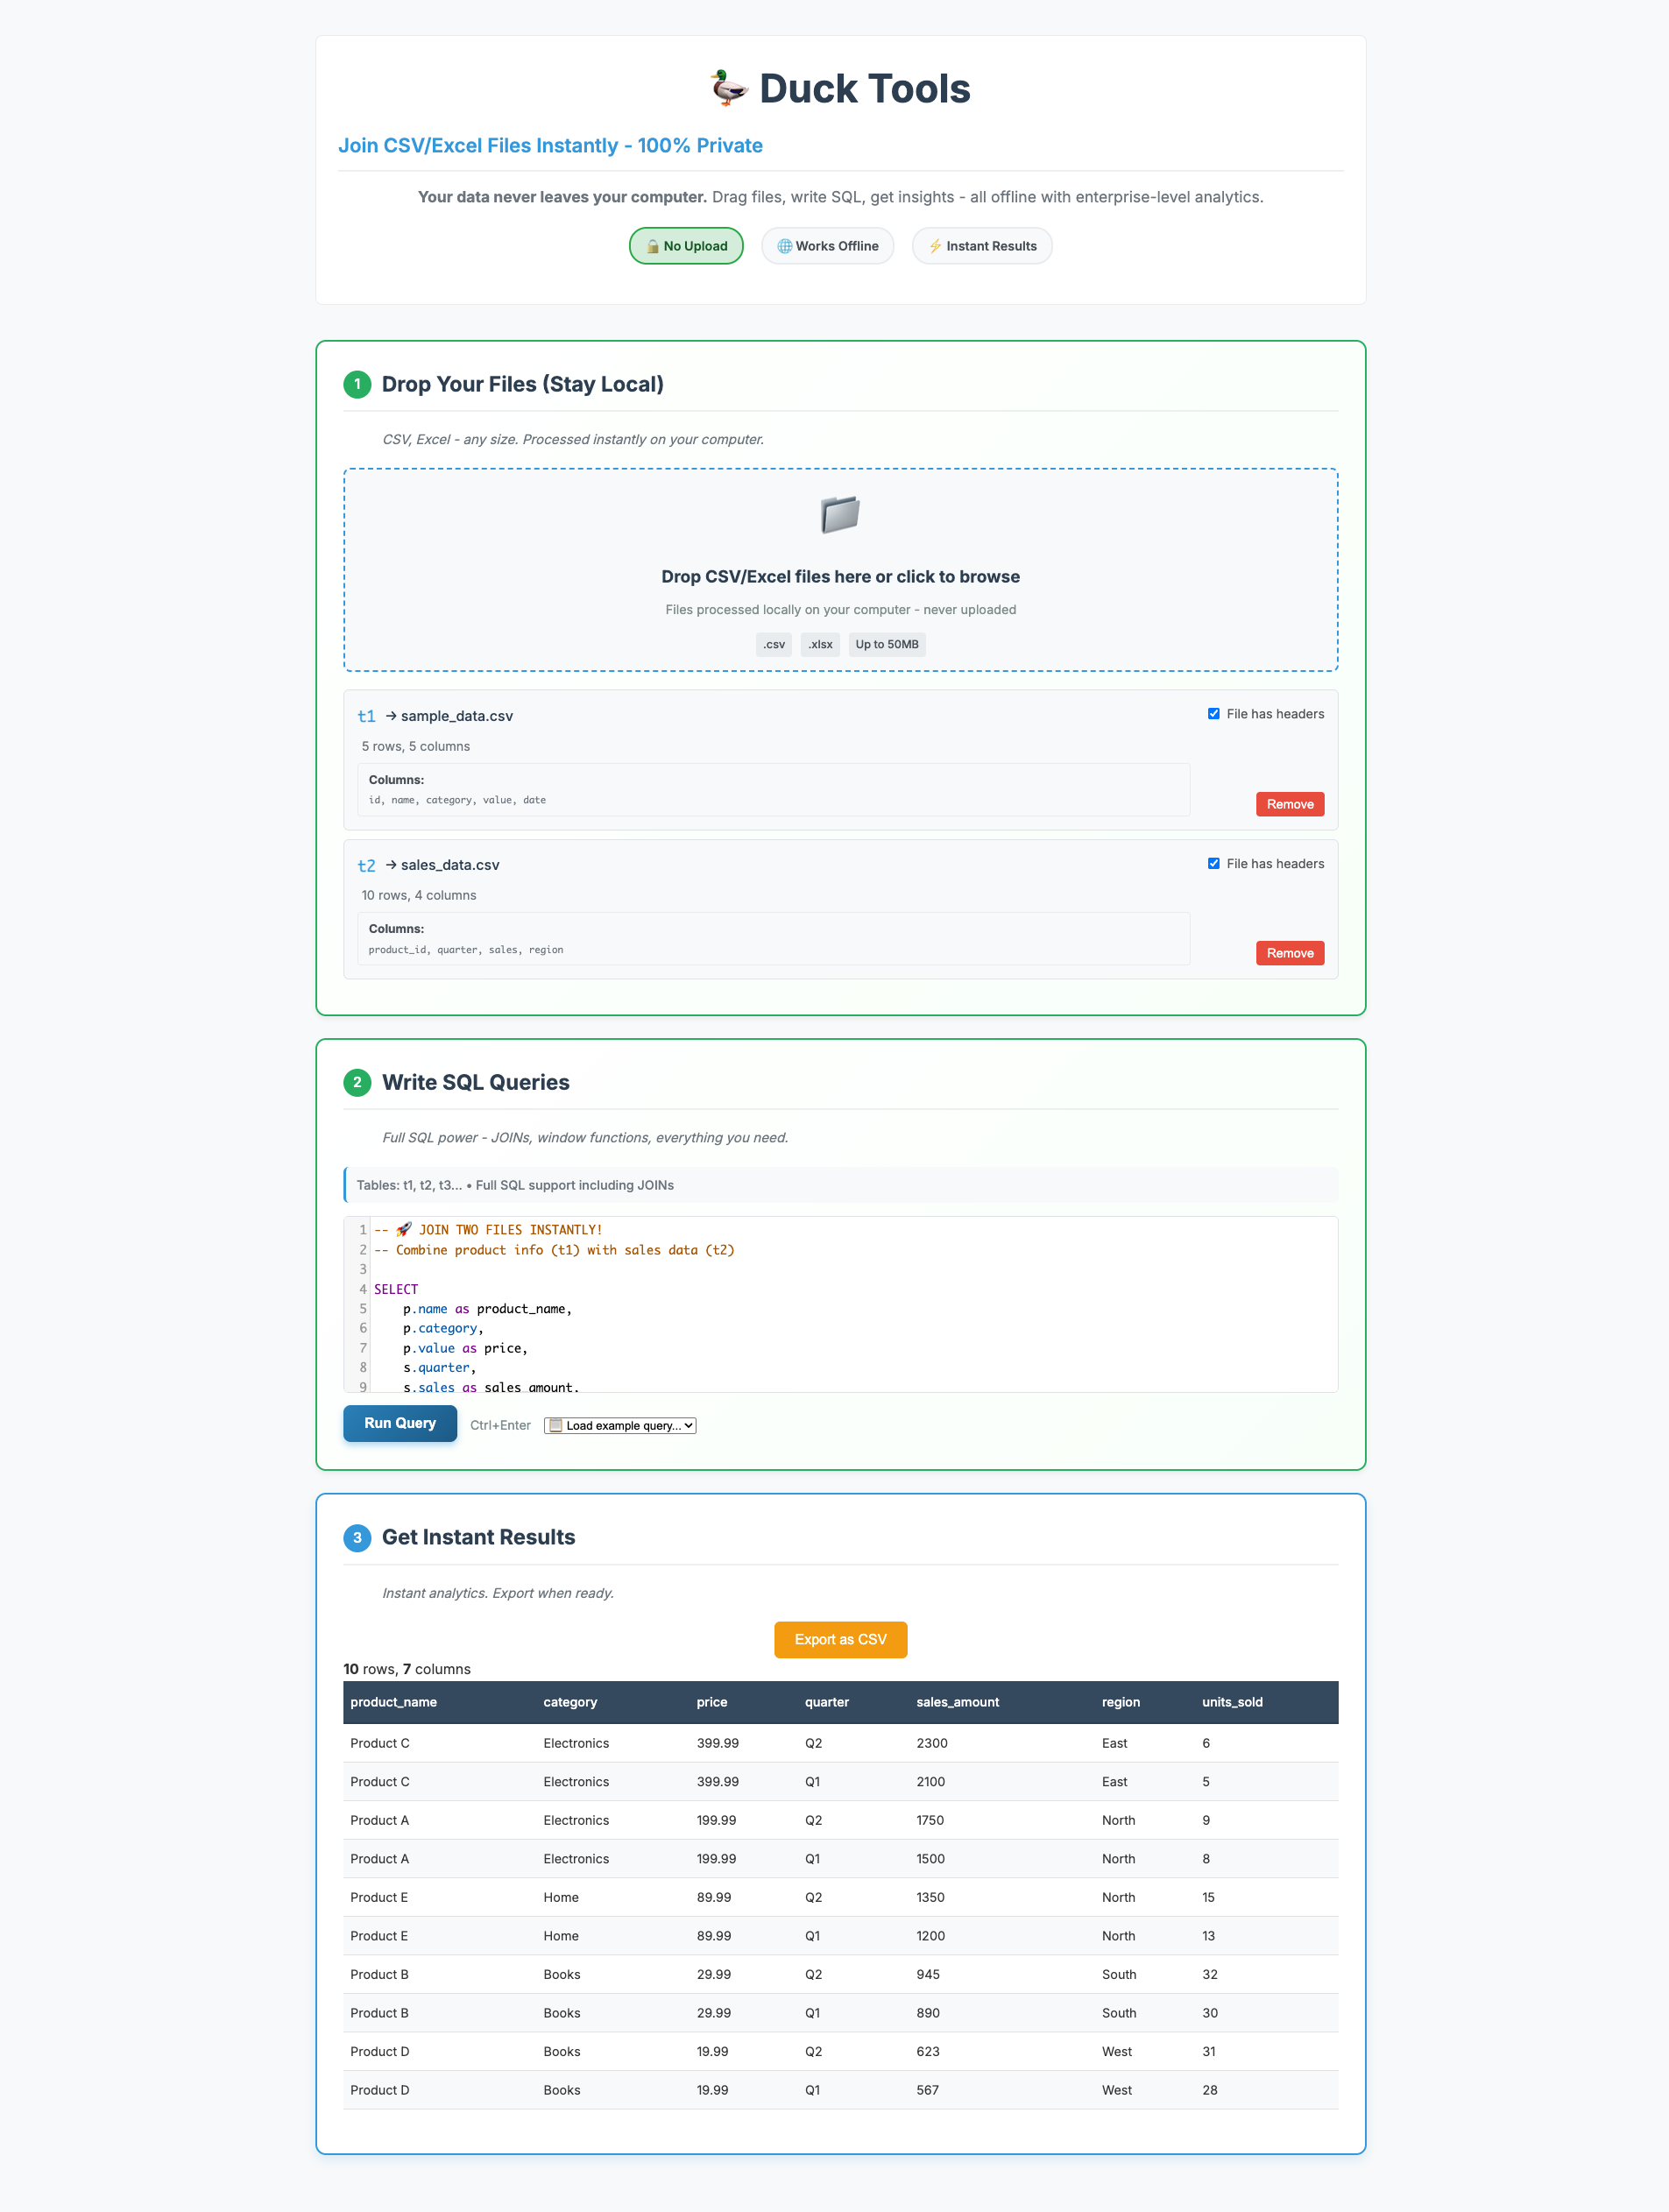 🦆 Duck Tools
Join CSV/Excel Files Instantly - 100% Private
Your data never leaves your computer. Drag files, write SQL, get insights - all offline with enterprise-level analytics.
🔒 No Upload 🌐 Works Offline ⚡ Instant Results
1 Drop Your Files (Stay Local)
CSV, Excel - any size. Processed instantly on your computer.
Drop CSV/Excel files here or click to browse
Files processed locally on your computer - never uploaded
.csv .xlsx Up to 50MB
t1 → sample_data.csv File has headers
5 rows, 5 columns
Columns:
id, name, category, value, date
Remove
t2 → sales_data.csv File has headers
10 rows, 4 columns
Columns:
product_id, quarter, sales, region
Remove
2 Write SQL Queries
Full SQL power - JOINs, window functions, everything you need.
Tables: t1, t2, t3... • Full SQL support including JOINs
1 -- 🚀 JOIN TWO FILES INSTANTLY!
2 -- Combine product info (t1) with sales data (t2)
3
4 SELECT
5 p.name as product_name,
6 p.category,
7 p.value as price,
8 s.quarter,
9 s.sales as sales_amount,
Run Query Ctrl+Enter 📋 Load example query...
3 Get Instant Results
Instant analytics. Export when ready.
Export as CSV
10 rows, 7 columns
product_name category price quarter sales_amount region units_sold
Product C Electronics 399.99 Q2 2300 East 6
Product C Electronics 399.99 Q1 2100 East 5
Product A Electronics 199.99 Q2 1750 North 9
Product A Electronics 199.99 Q1 1500 North 8
Product E Home 89.99 Q2 1350 North 15
Product E Home 89.99 Q1 1200 North 13
Product B Books 29.99 Q2 945 South 32
Product B Books 29.99 Q1 890 South 30
Product D Books 19.99 Q2 623 West 31
Product D Books 19.99 Q1 567 West 28